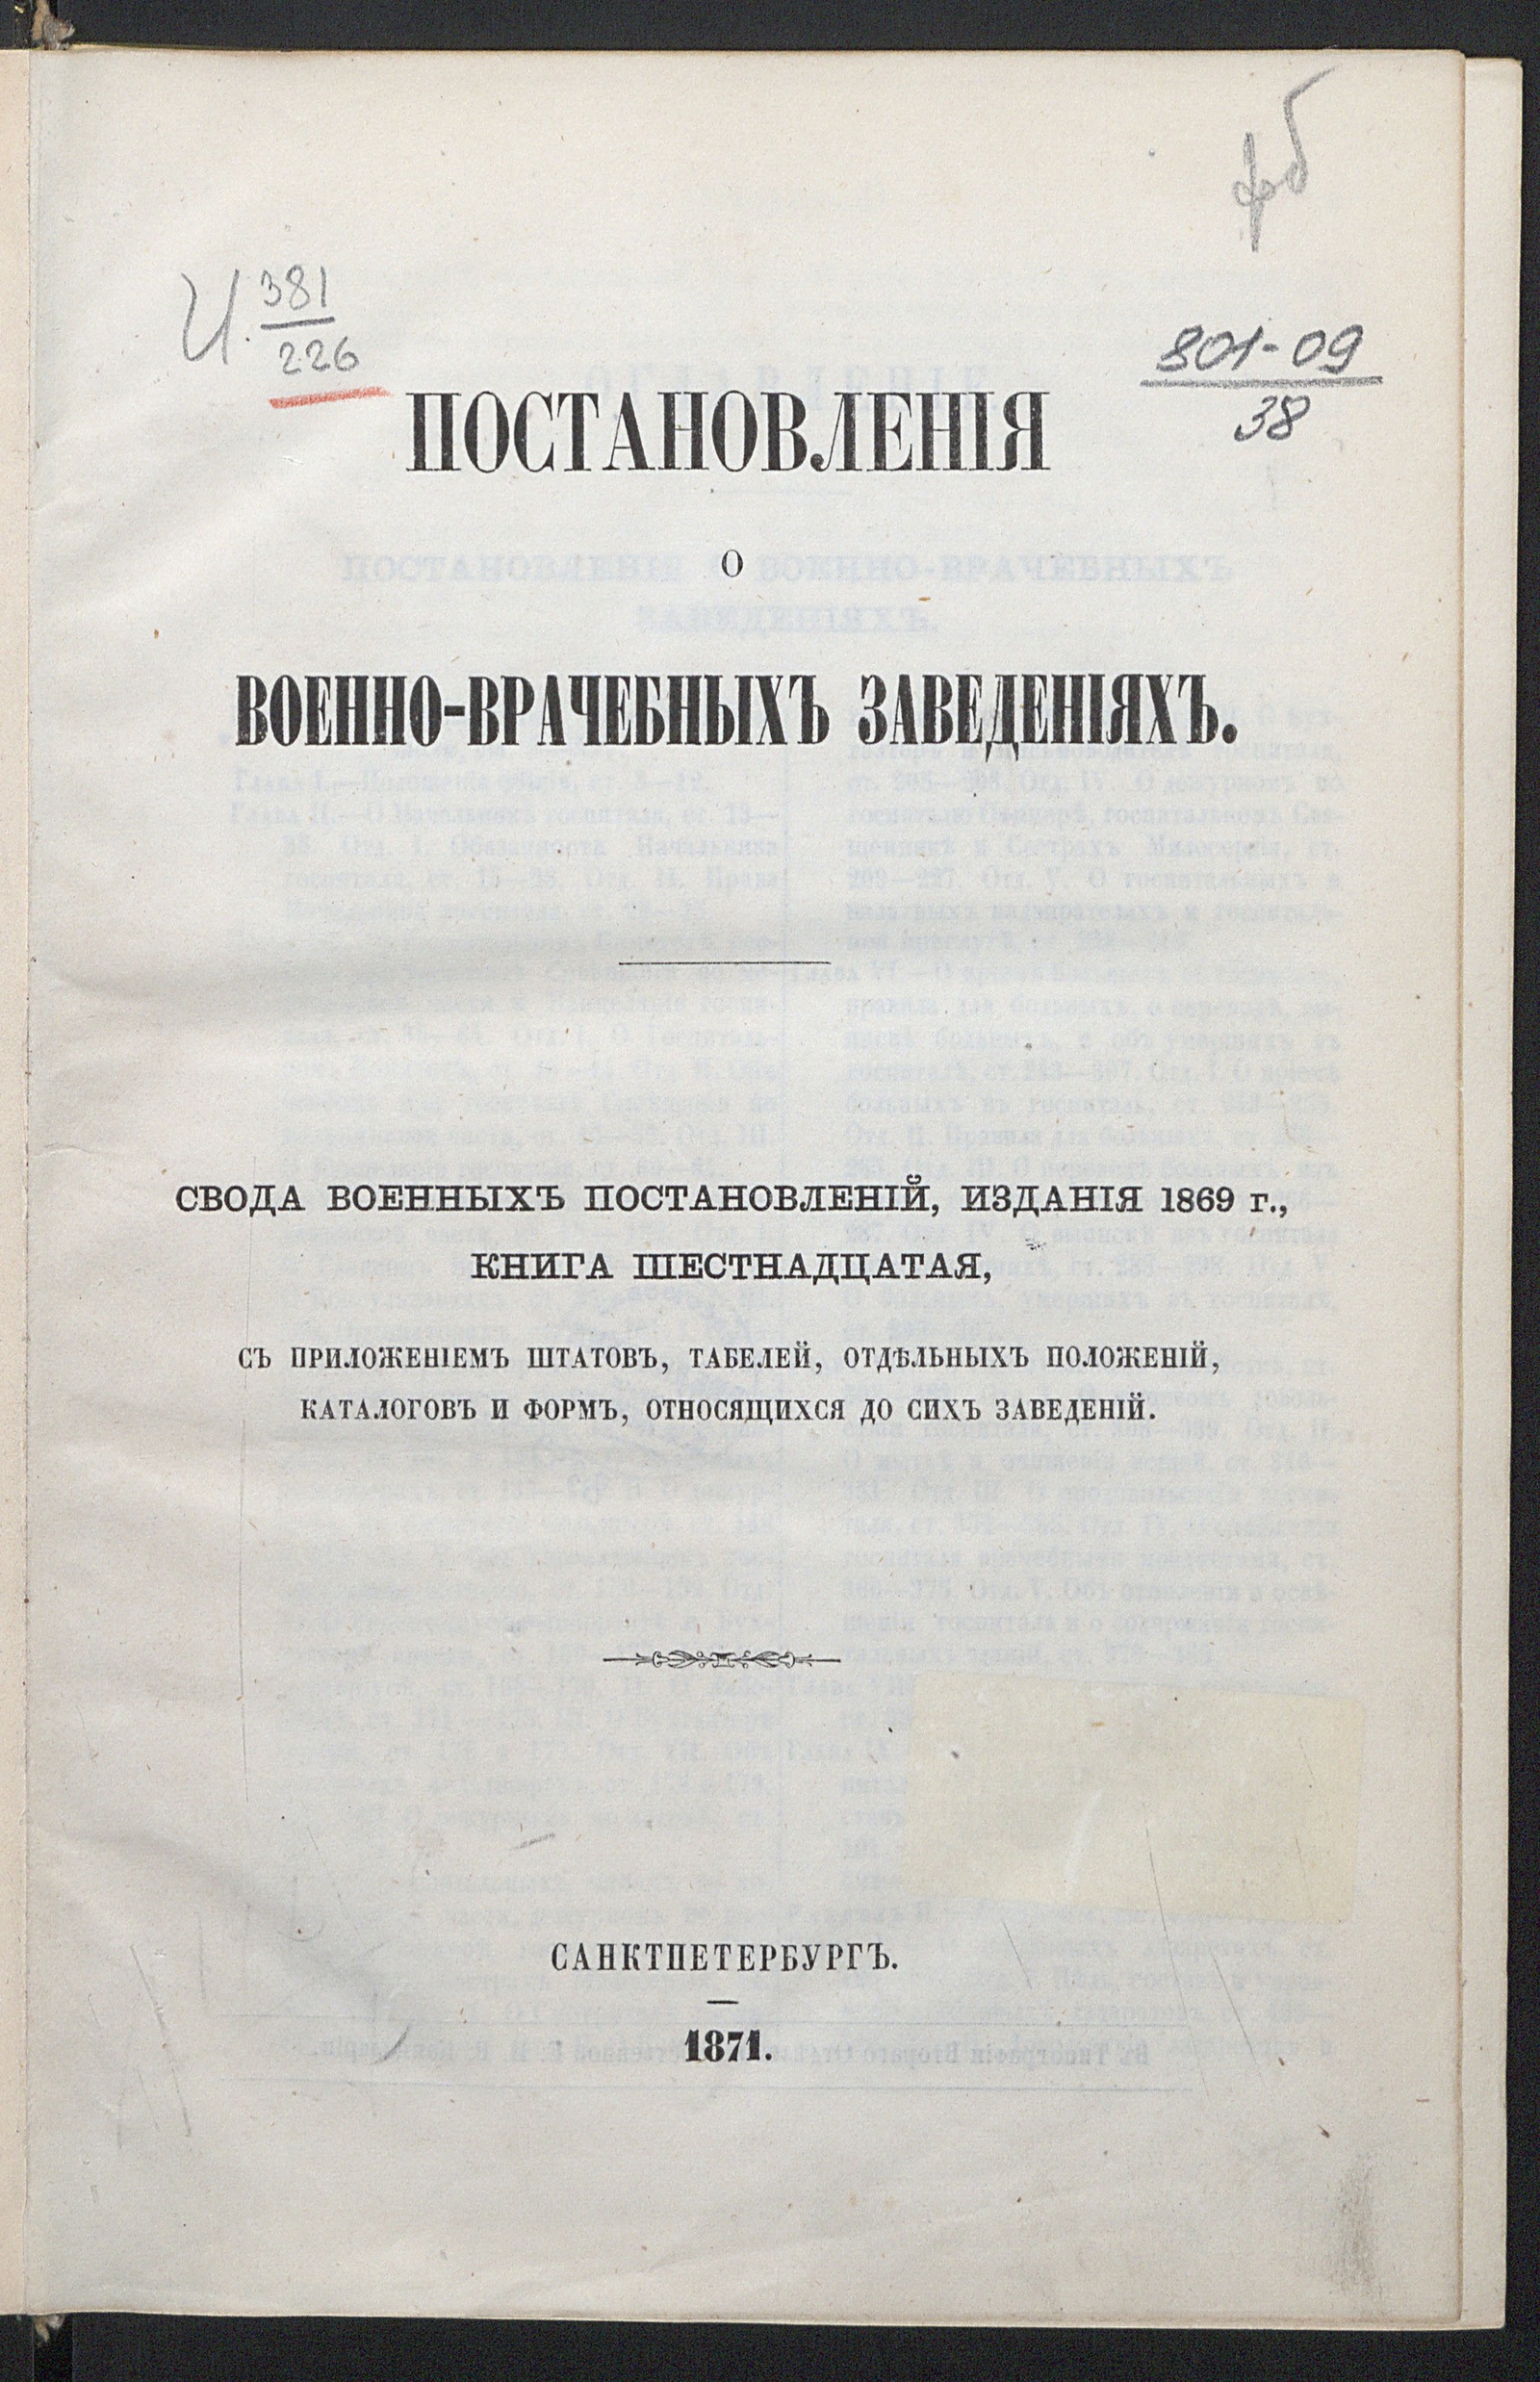 фб
И. 381
226
801-09
38
ПОСТАНОВЛЕНІЯ
О
ВОЕННО-ВРАЧЕБНЫХЪ ЗАВЕДЕНІЯХЪ.
СВОДА ВОЕННЫХЪ ПОСТАНОВЛЕНІЙ, ИЗДАНІЯ 1869 г.,
КНИГА ШЕСТНАДЦАТАЯ,
СЪ ПРИЛОЖЕНІЕМЪ ШТАТОВЪ, ТАБЕЛЕЙ, ОТДѢЛЬНЫХЪ ПОЛОЖЕНІЙ,
КАТАЛОГОВЪ И ФОРМЪ, ОТНОСЯЩИХСЯ ДО СИХЪ ЗАВЕДЕНІЙ.
САНКТПЕТЕРБУРГЪ.
1871.